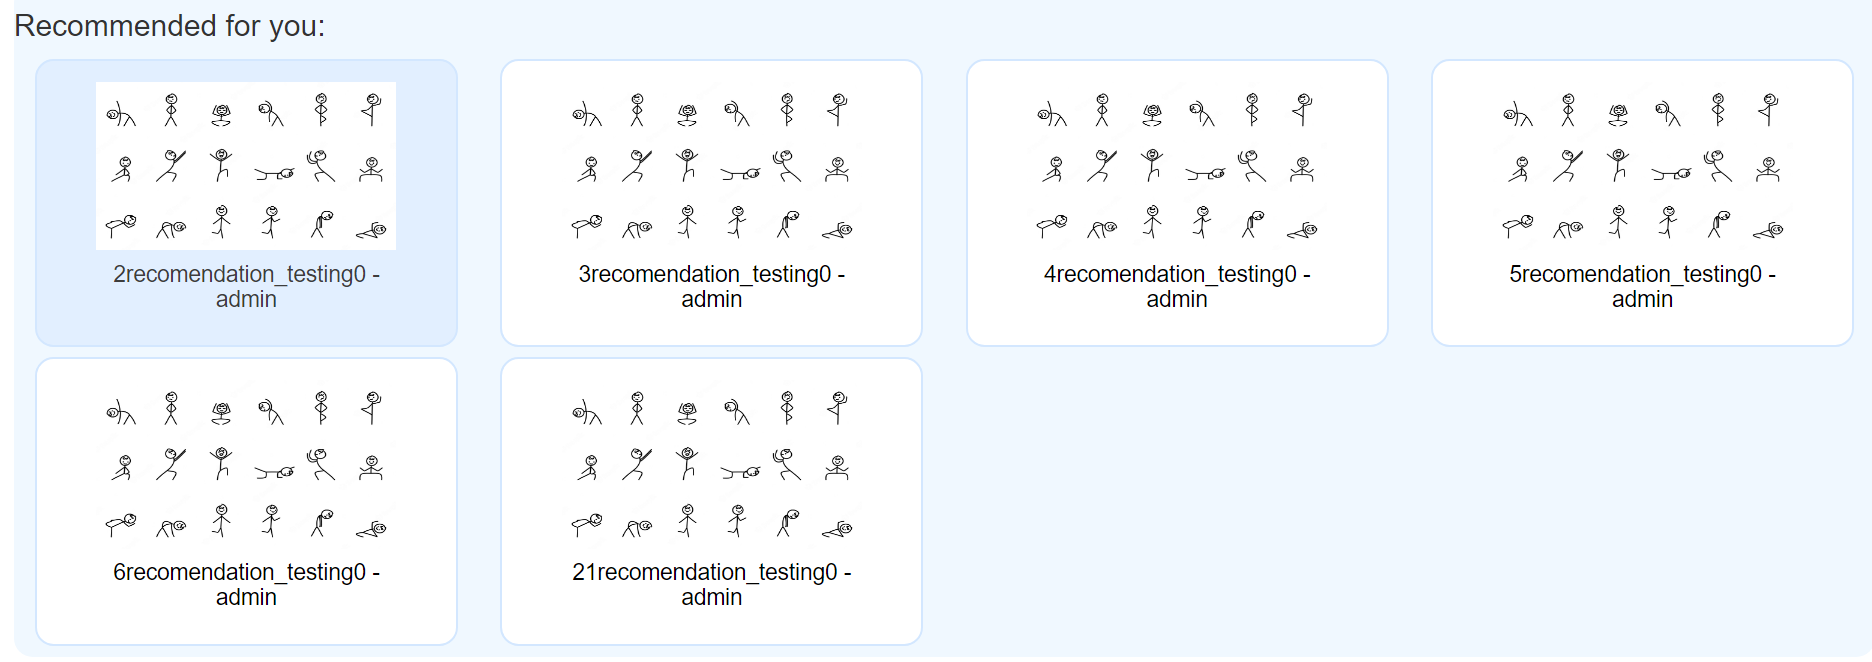 Recommended for you:
2recomendation_testing0 -
admin
3recomendation_testing0 -
admin
4recomendation_testing0 -
admin
5recomendation_testing0 -
admin
6recomendation_testing0 -
admin
21recomendation_testing0 -
admin